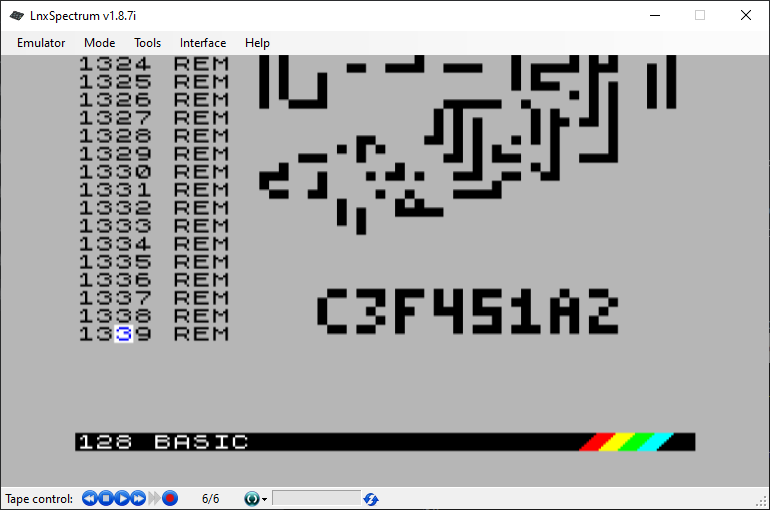 LnxSpectrum v1.8.7i
Emulator Mode Tools Interface Help
1324 REM
1325 REM
1326 REM
1327 REM
1328 REM
1329 REM
1330 REM
1331 REM
1332 REM
1333 REM
1334 REM
1335 REM
1336 REM
1337 REM
1338 REM
1339 REM
C3F451A2
128 BASIC
Tape control: 6/6